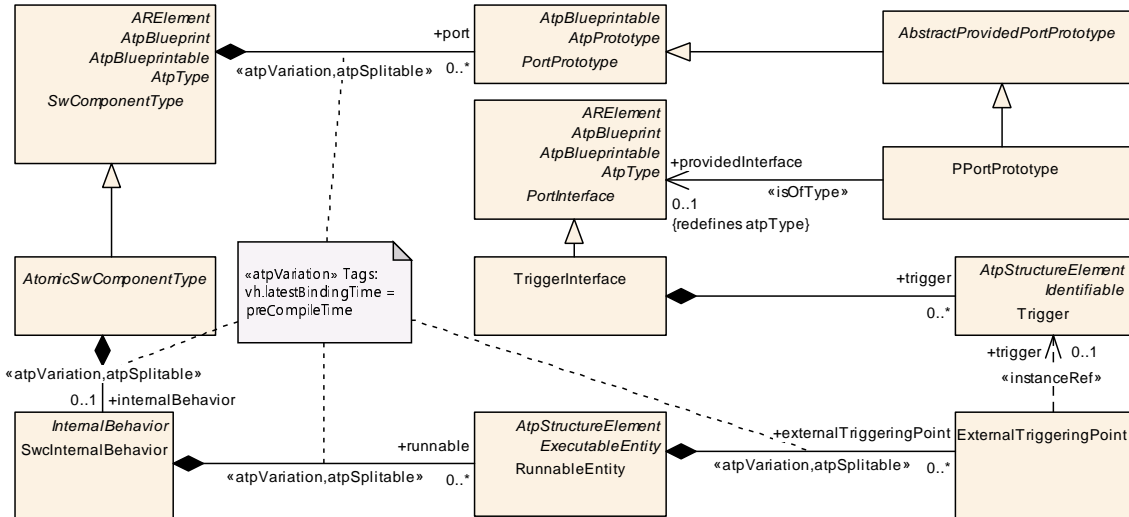 ARElement
AtpBlueprint
AtpBlueprintable
AtpType
SwComponentType
+port
«atpVariation,atpSplitable»
0..*
AtpBlueprintable
AtpPrototype
PortPrototype
AbstractProvidedPortPrototype
ARElement
AtpBlueprint
AtpBlueprintable
AtpType
PortInterface
+providedInterface
«isOfType»
0..1
{redefines atpType}
PPortPrototype
AtomicSwComponentType
«atpVariation» Tags:
vh.latestBindingTime =
preCompileTime
TriggerInterface
+trigger
0..*
AtpStructureElement
Identifiable
Trigger
+trigger
0..1
«instanceRef»
«atpVariation,atpSplitable»
0..1
+internalBehavior
InternalBehavior
SwcInternalBehavior
+runnable
«atpVariation,atpSplitable»
0..*
AtpStructureElement
ExecutableEntity
RunnableEntity
+externalTriggeringPoint
«atpVariation,atpSplitable»
0..*
ExternalTriggeringPoint